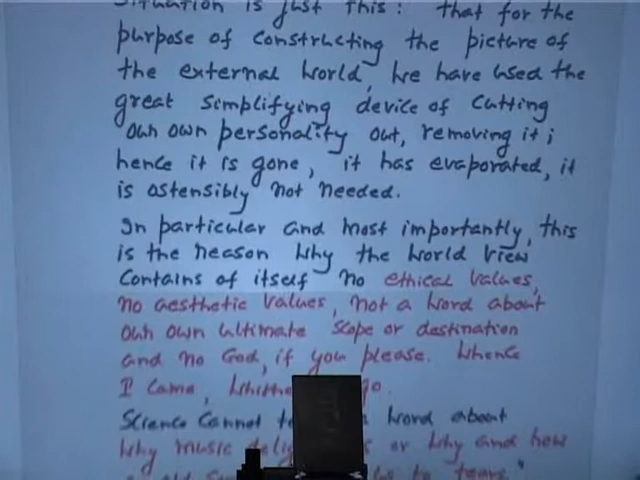 Situation is just this: that for the
purpose of constructing the picture of
the external world, we have used the
great simplifying device of cutting
our own personality out, removing it;
hence it is gone, it has evaporated, it
is ostensibly not needed.
In particular and most importantly, this
is the reason why the world view
contains of itself no ethical values,
no aesthetic values, not a word about
our own ultimate scope or destination
and no God, if you please. Whence
I came, go.
Science cannot word about
why music or why and how
to tears."